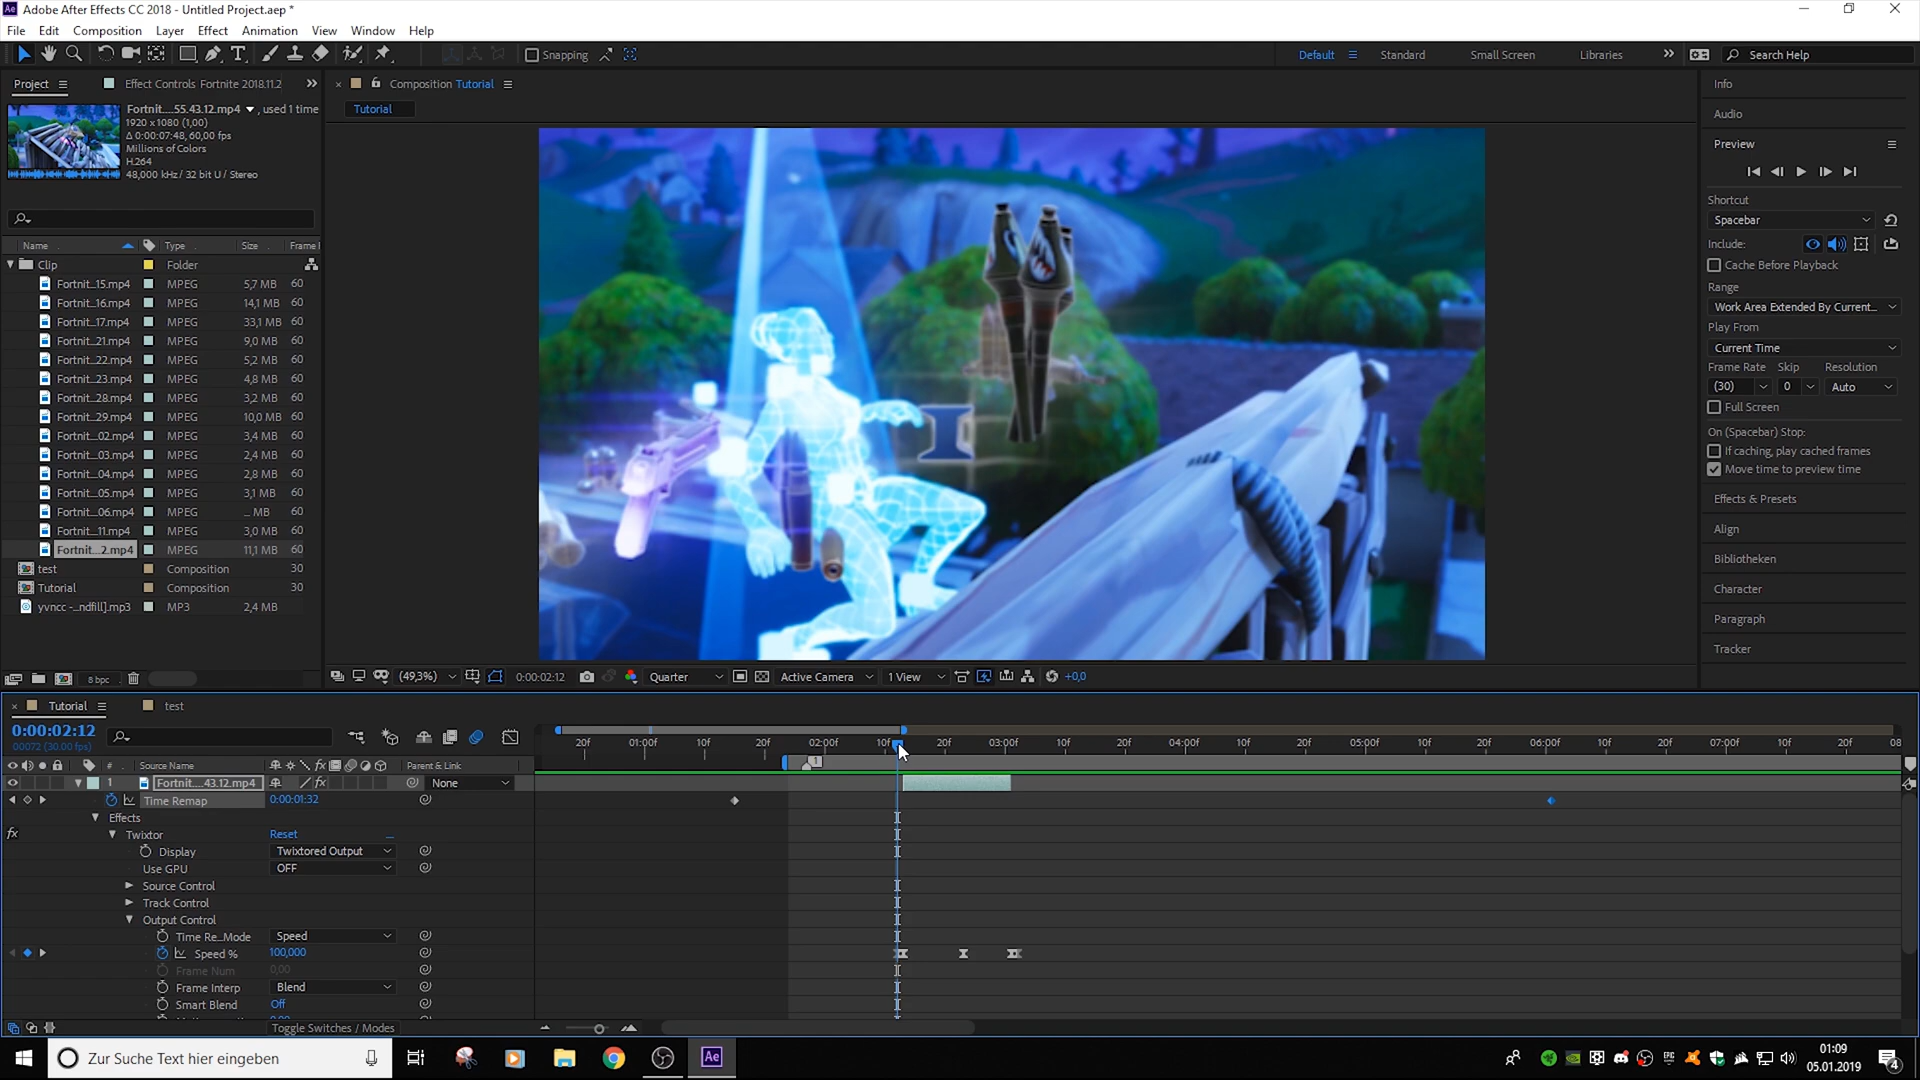 Adobe After Effects CC 2018 - Untitled Project.aep *
File Edit Composition Layer Effect Animation View Window Help
Snapping Default Standard Small Screen Libraries Search Help
Project Effect Controls Fortnite 2018.11.2 Composition Tutorial Info
Tutorial
Fortnit....55.43.12.mp4 , used 1 time
1920 x 1080 (1,00)
Δ 0:00:07:48, 60,00 fps
Millions of Colors
H.264
48,000 kHz / 32 bit U / Stereo
Name Type Size Frame
Clip Folder
Fortnit...15.mp4 MPEG 5,7 MB 60
Fortnit...16.mp4 MPEG 14,1 MB 60
Fortnit...17.mp4 MPEG 33,1 MB 60
Fortnit...21.mp4 MPEG 9,0 MB 60
Fortnit...22.mp4 MPEG 5,2 MB 60
Fortnit...23.mp4 MPEG 4,8 MB 60
Fortnit...28.mp4 MPEG 3,2 MB 60
Fortnit...29.mp4 MPEG 10,0 MB 60
Fortnit...02.mp4 MPEG 3,4 MB 60
Fortnit...03.mp4 MPEG 2,4 MB 60
Fortnit...04.mp4 MPEG 2,8 MB 60
Fortnit...05.mp4 MPEG 3,1 MB 60
Fortnit...06.mp4 MPEG ... MB 60
Fortnit...11.mp4 MPEG 3,0 MB 60
Fortnit...2.mp4 MPEG 11,1 MB 60
test Composition 30
Tutorial Composition 30
yvncc -...ndfill].mp3 MP3 2,4 MB
8 bpc
(49,3%) 0:00:02:12 Quarter Active Camera 1 View +0,0
Audio
Preview
Shortcut
Spacebar
Include:
Cache Before Playback
Range
Work Area Extended By Current...
Play From
Current Time
Frame Rate Skip Resolution
(30) 0 Auto
Full Screen
On (Spacebar) Stop:
If caching, play cached frames
Move time to preview time
Effects & Presets
Align
Bibliotheken
Character
Paragraph
Tracker
Tutorial test
0:00:02:12
00072 (30.00 fps)
20f 01:00f 10f 20f 02:00f 10f 20f 03:00f 10f 20f 04:00f 10f 20f 05:00f 10f 20f 06:00f 10f 20f 07:00f 10f 20f 08
1
# Source Name Parent & Link
1 Fortnit....43.12.mp4 None
Time Remap 0:00:01:32
Effects
fx Twixtor Reset
Display Twixtored Output
Use GPU OFF
Source Control
Track Control
Output Control
Time Re...Mode Speed
Speed % 100,000
Frame Num 0,00
Frame Interp Blend
Smart Blend Off
Toggle Switches / Modes
Zur Suche Text hier eingeben
Ae
01:09
05.01.2019
4